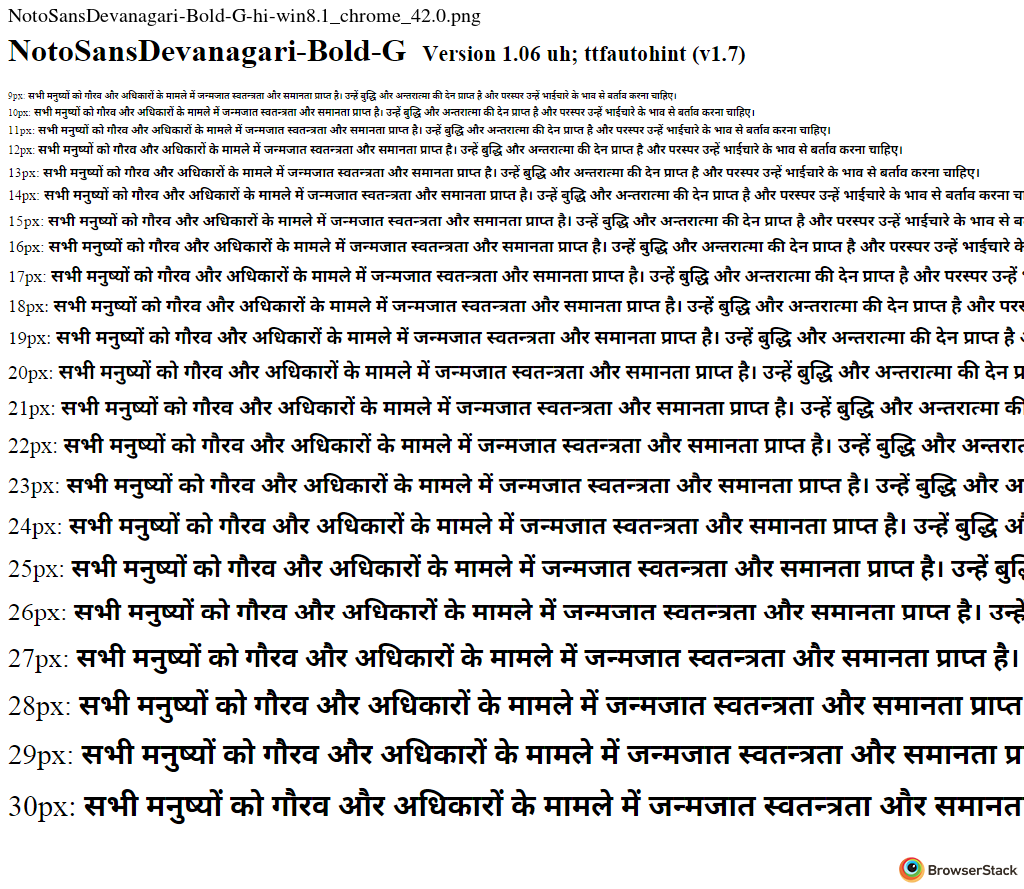 NotoSansDevanagari-Bold-G-hi-win8.1_chrome_42.0.png
NotoSansDevanagari-Bold-G Version 1.06 uh; ttfautohint (v1.7)
9px: सभी मनुष्यों को गौरव और अधिकारों के मामले में जन्मजात स्वतन्त्रता और समानता प्राप्त है। उन्हें बुद्धि और अन्तरात्मा की देन प्राप्त है और परस्पर उन्हें भाईचारे के भाव से बर्ताव करना चाहिए।
10px: सभी मनुष्यों को गौरव और अधिकारों के मामले में जन्मजात स्वतन्त्रता और समानता प्राप्त है। उन्हें बुद्धि और अन्तरात्मा की देन प्राप्त है और परस्पर उन्हें भाईचारे के भाव से बर्ताव करना चाहिए।
11px: सभी मनुष्यों को गौरव और अधिकारों के मामले में जन्मजात स्वतन्त्रता और समानता प्राप्त है। उन्हें बुद्धि और अन्तरात्मा की देन प्राप्त है और परस्पर उन्हें भाईचारे के भाव से बर्ताव करना चाहिए।
12px: सभी मनुष्यों को गौरव और अधिकारों के मामले में जन्मजात स्वतन्त्रता और समानता प्राप्त है। उन्हें बुद्धि और अन्तरात्मा की देन प्राप्त है और परस्पर उन्हें भाईचारे के भाव से बर्ताव करना चाहिए।
13px: सभी मनुष्यों को गौरव और अधिकारों के मामले में जन्मजात स्वतन्त्रता और समानता प्राप्त है। उन्हें बुद्धि और अन्तरात्मा की देन प्राप्त है और परस्पर उन्हें भाईचारे के भाव से बर्ताव करना चाहिए।
14px: सभी मनुष्यों को गौरव और अधिकारों के मामले में जन्मजात स्वतन्त्रता और समानता प्राप्त है। उन्हें बुद्धि और अन्तरात्मा की देन प्राप्त है और परस्पर उन्हें भाईचारे के भाव से बर्ताव करना
15px: सभी मनुष्यों को गौरव और अधिकारों के मामले में जन्मजात स्वतन्त्रता और समानता प्राप्त है। उन्हें बुद्धि और अन्तरात्मा की देन प्राप्त है और परस्पर उन्हें भाईचारे के भाव से
16px: सभी मनुष्यों को गौरव और अधिकारों के मामले में जन्मजात स्वतन्त्रता और समानता प्राप्त है। उन्हें बुद्धि और अन्तरात्मा की देन प्राप्त है और परस्पर उन्हें भाईचारे के
17px: सभी मनुष्यों को गौरव और अधिकारों के मामले में जन्मजात स्वतन्त्रता और समानता प्राप्त है। उन्हें बुद्धि और अन्तरात्मा की देन प्राप्त है और परस्पर उन्हें
18px: सभी मनुष्यों को गौरव और अधिकारों के मामले में जन्मजात स्वतन्त्रता और समानता प्राप्त है। उन्हें बुद्धि और अन्तरात्मा की देन प्राप्त है और
19px: सभी मनुष्यों को गौरव और अधिकारों के मामले में जन्मजात स्वतन्त्रता और समानता प्राप्त है। उन्हें बुद्धि और अन्तरात्मा की देन प्राप्त है
20px: सभी मनुष्यों को गौरव और अधिकारों के मामले में जन्मजात स्वतन्त्रता और समानता प्राप्त है। उन्हें बुद्धि और अन्तरात्मा की देन
21px: सभी मनुष्यों को गौरव और अधिकारों के मामले में जन्मजात स्वतन्त्रता और समानता प्राप्त है। उन्हें बुद्धि और अन्तरात्मा की
22px: सभी मनुष्यों को गौरव और अधिकारों के मामले में जन्मजात स्वतन्त्रता और समानता प्राप्त है। उन्हें बुद्धि और
23px: सभी मनुष्यों को गौरव और अधिकारों के मामले में जन्मजात स्वतन्त्रता और समानता प्राप्त है। उन्हें बुद्धि और
24px: सभी मनुष्यों को गौरव और अधिकारों के मामले में जन्मजात स्वतन्त्रता और समानता प्राप्त है। उन्हें बुद्धि
25px: सभी मनुष्यों को गौरव और अधिकारों के मामले में जन्मजात स्वतन्त्रता और समानता प्राप्त है। उन्हें
26px: सभी मनुष्यों को गौरव और अधिकारों के मामले में जन्मजात स्वतन्त्रता और समानता प्राप्त है।
27px: सभी मनुष्यों को गौरव और अधिकारों के मामले में जन्मजात स्वतन्त्रता और समानता प्राप्त है।
28px: सभी मनुष्यों को गौरव और अधिकारों के मामले में जन्मजात स्वतन्त्रता और समानता प्राप्त
29px: सभी मनुष्यों को गौरव और अधिकारों के मामले में जन्मजात स्वतन्त्रता और समानता
30px: सभी मनुष्यों को गौरव और अधिकारों के मामले में जन्मजात स्वतन्त्रता और
BrowserStack